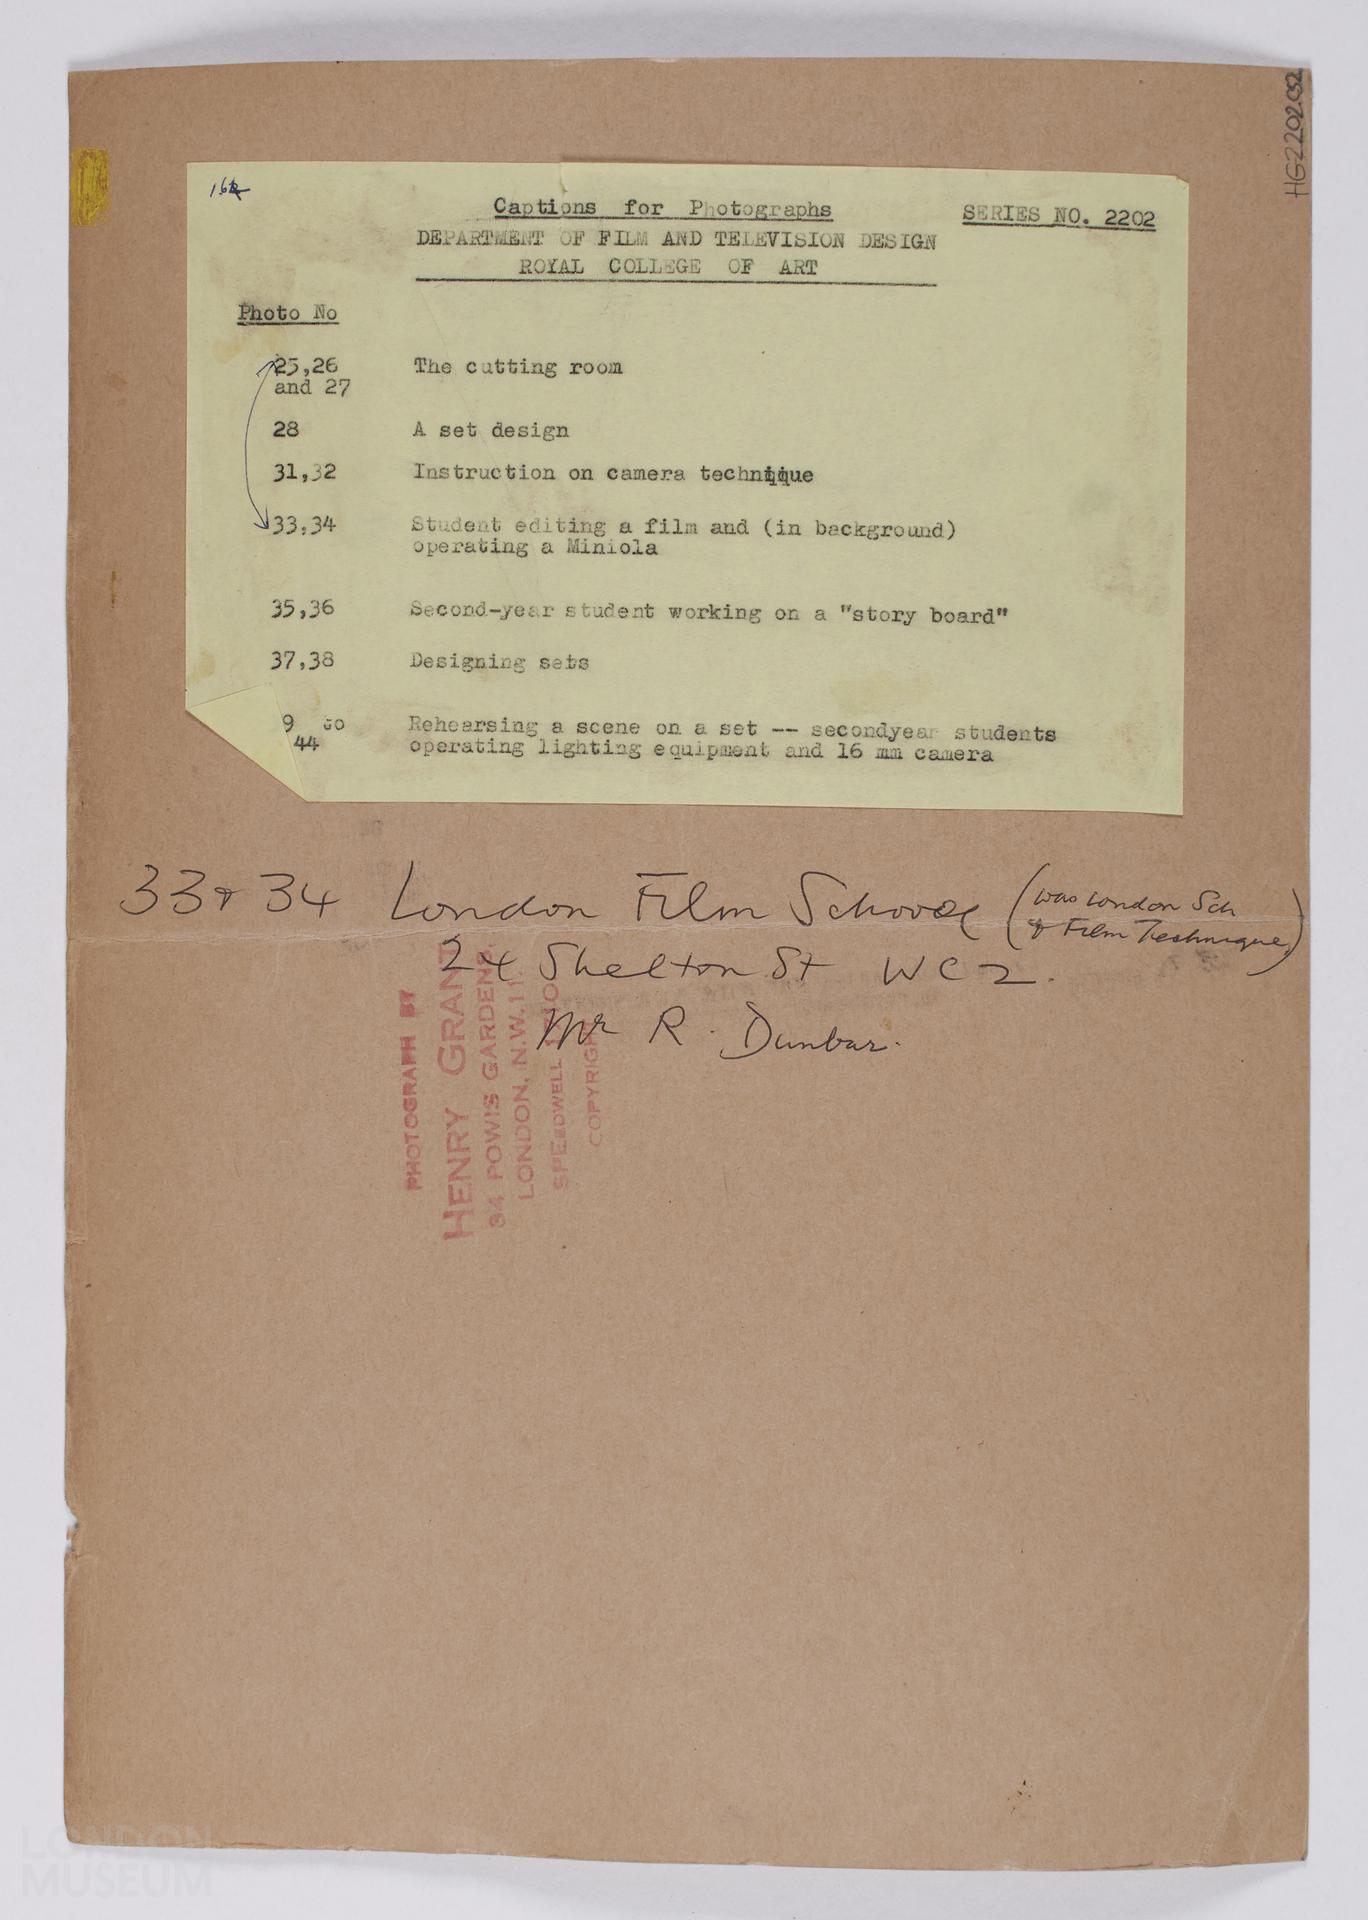 HG2202.052
Captions for Photographs
SERIES NO. 2202
DEPARTMENT OF FILM AND TELEVISION DESIGN
ROYAL COLLEGE OF ART
Photo No
25,26 The cutting room
and 27
28 A set design
31,32 Instruction on camera technique
33,34 Student editing a film and (in background)
operating a Miniola
35,36 Second-year student working on a "story board"
37,38 Designing sets
9 to Rehearsing a scene on a set -- secondyear students
44 operating lighting equipment and 16 mm camera
33 & 34 London Film School (was London Sch
of Film Technique)
24 Shelton St WC2.
Mr R. Dunbar.
PHOTOGRAPH BY
HENRY GRANT
34 POWIS GARDENS,
LONDON, N.W.11.
SPEEDWELL
COPYRIGHT
LONDON
MUSEUM